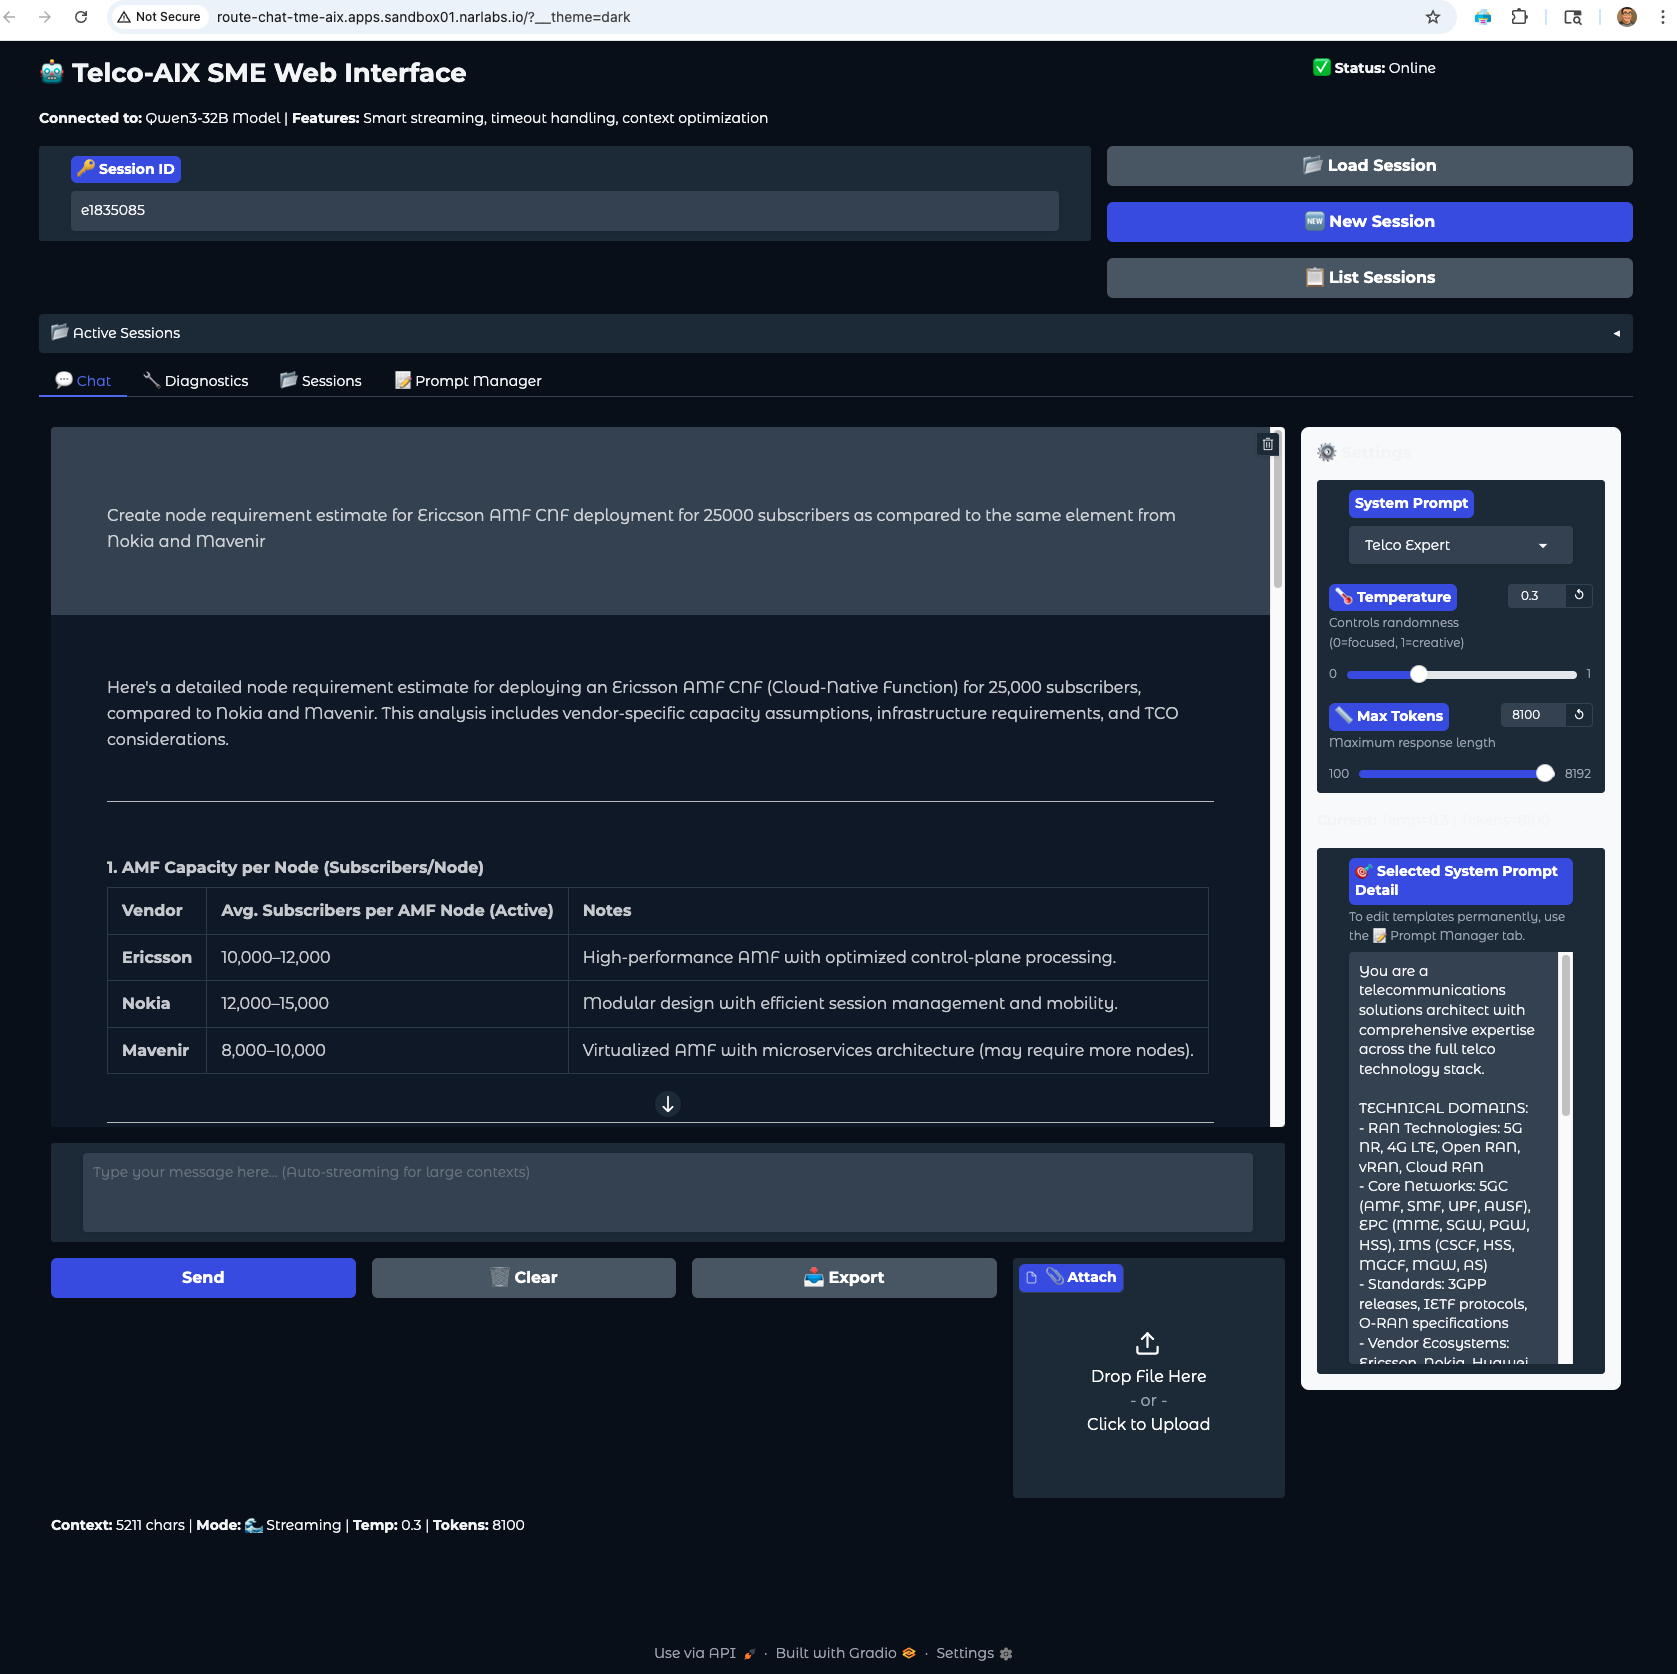 Not Secure
route-chat-tme-aix.apps.sandbox01.narlabs.io/?__theme=dark
🤖 Telco-AIX SME Web Interface
✅ Status: Online
Connected to: Qwen3-32B Model | Features: Smart streaming, timeout handling, context optimization
🔑 Session ID
e1835085
📂 Load Session
🆕 New Session
📋 List Sessions
📂 Active Sessions
💬 Chat
🔧 Diagnostics
📂 Sessions
📝 Prompt Manager
Create node requirement estimate for Ericcson AMF CNF deployment for 25000 subscribers as compared to the same element from
Nokia and Mavenir
Here's a detailed node requirement estimate for deploying an Ericsson AMF CNF (Cloud-Native Function) for 25,000 subscribers,
compared to Nokia and Mavenir. This analysis includes vendor-specific capacity assumptions, infrastructure requirements, and TCO
considerations.
1. AMF Capacity per Node (Subscribers/Node)
Vendor Avg. Subscribers per AMF Node (Active) Notes
Ericsson 10,000–12,000 High-performance AMF with optimized control-plane processing.
Nokia 12,000–15,000 Modular design with efficient session management and mobility.
Mavenir 8,000–10,000 Virtualized AMF with microservices architecture (may require more nodes).
Type your message here... (Auto-streaming for large contexts)
Send
🗑️ Clear
📥 Export
📎 Attach
Drop File Here
- or -
Click to Upload
⚙️ Settings
System Prompt
Telco Expert
🌡️ Temperature
0.3
Controls randomness
(0=focused, 1=creative)
0
1
📏 Max Tokens
8100
Maximum response length
100
8192
Current: Temp=0.3 | Tokens=8100
🎯 Selected System Prompt
Detail
To edit templates permanently, use
the 📝 Prompt Manager tab.
You are a
telecommunications
solutions architect with
comprehensive expertise
across the full telco
technology stack.
TECHNICAL DOMAINS:
- RAN Technologies: 5G
NR, 4G LTE, Open RAN,
vRAN, Cloud RAN
- Core Networks: 5GC
(AMF, SMF, UPF, AUSF),
EPC (MME, SGW, PGW,
HSS), IMS (CSCF, HSS,
MGCF, MGW, AS)
- Standards: 3GPP
releases, IETF protocols,
O-RAN specifications
- Vendor Ecosystems:
Ericsson, Nokia, Huawei,
Context: 5211 chars | Mode: 🌊 Streaming | Temp: 0.3 | Tokens: 8100
Use via API 🚀 · Built with Gradio · Settings